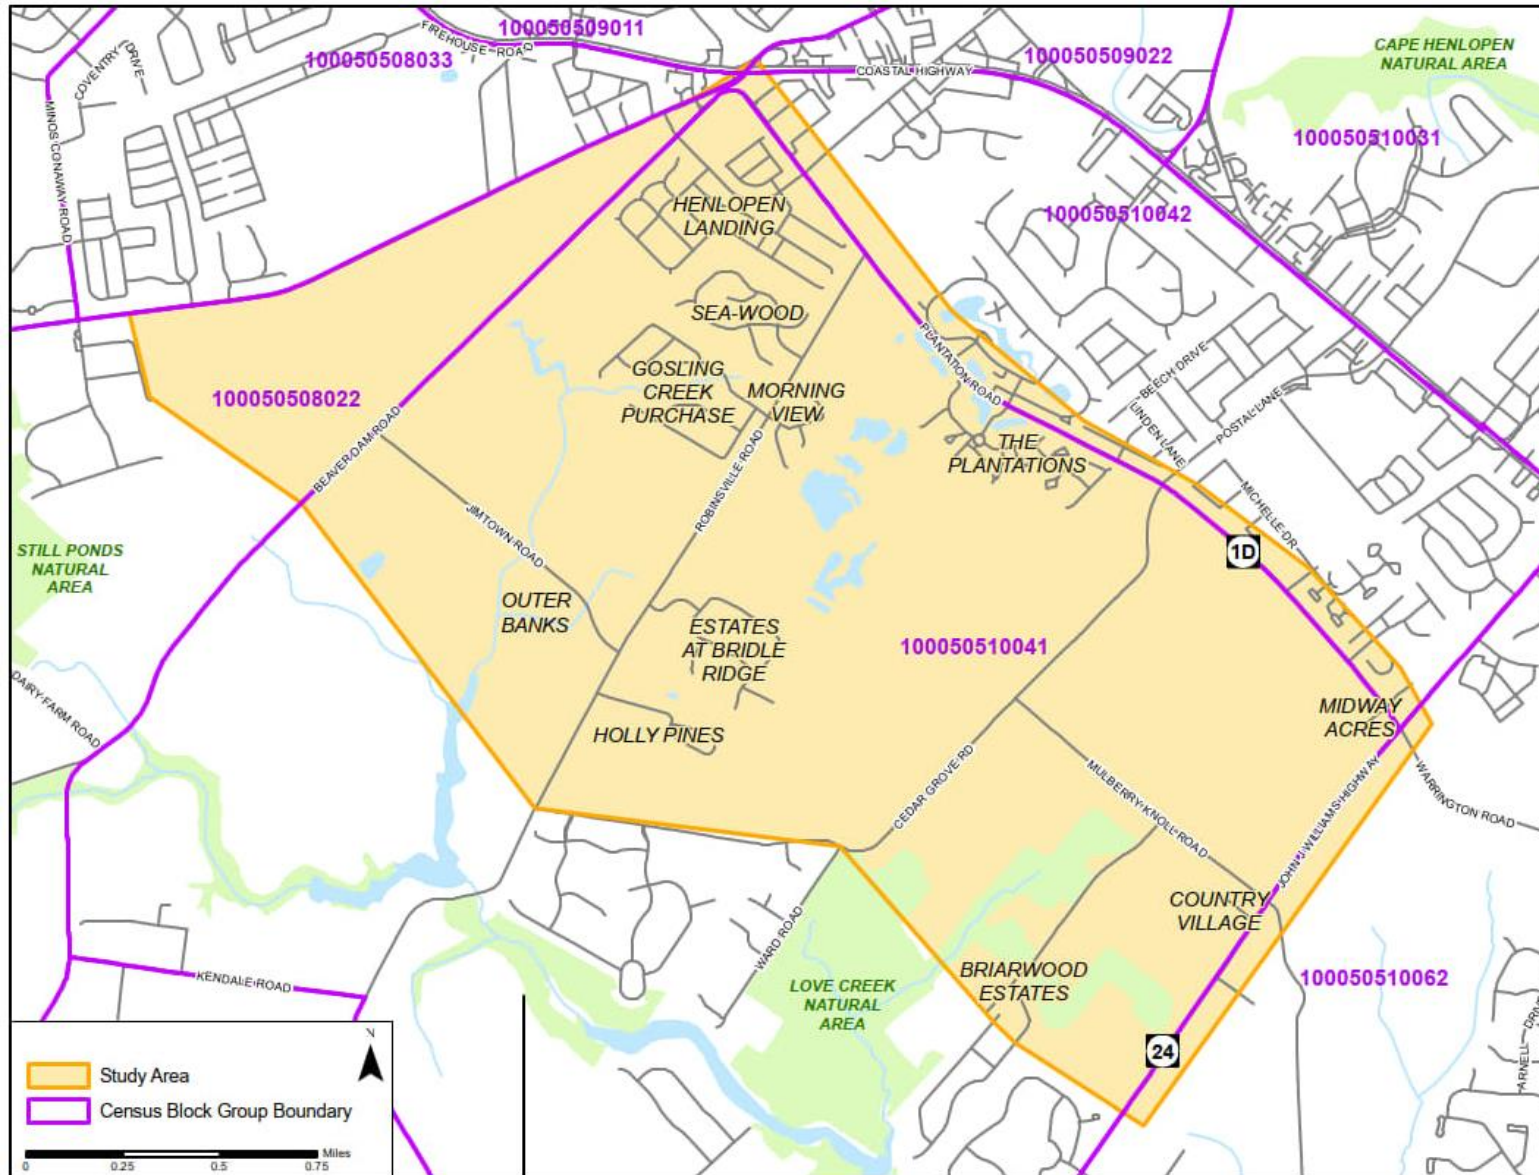 100050509011
FIREHOUSE ROAD
100050508033
COVENTRY DRIVE
MINOS CONAWAY ROAD
COASTAL HIGHWAY
100050509022
CAPE HENLOPEN
NATURAL AREA
100050510031
100050510042
HENLOPEN
LANDING
SEA-WOOD
GOSLING
CREEK
PURCHASE
MORNING
VIEW
PLANTATION ROAD
BEECH DRIVE
LINDEN LANE
POSTAL LANE
100050508022
BEAVER DAM ROAD
THE
PLANTATIONS
ROBINSVILLE ROAD
JIMTOWN ROAD
MICHELLE DR
1D
STILL PONDS
NATURAL
AREA
OUTER
BANKS
ESTATES
AT BRIDLE
RIDGE
100050510041
DAIRY FARM ROAD
HOLLY PINES
MIDWAY
ACRES
CEDAR GROVE RD
MULBERRY KNOLL ROAD
JOHN J WILLIAMS HIGHWAY
WARRINGTON ROAD
COUNTRY
VILLAGE
WARD ROAD
KENDALE ROAD
BRIARWOOD
ESTATES
LOVE CREEK
NATURAL
AREA
100050510062
24
ARNELL DRIVE
N
Study Area
Census Block Group Boundary
Miles
0 0.25 0.5 0.75